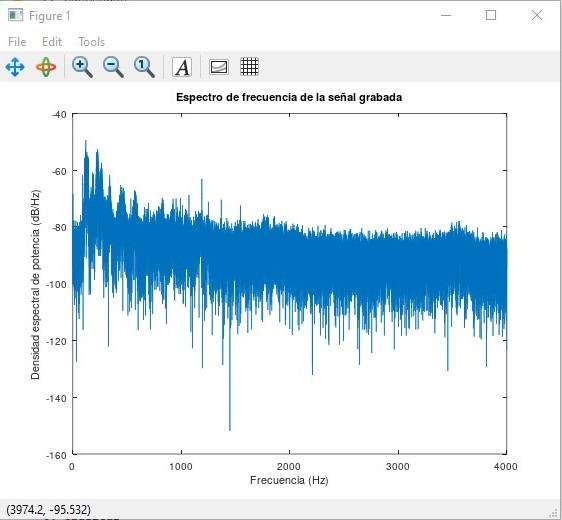 Figure 1
File Edit Tools
A
Espectro de frecuencia de la señal grabada
Densidad espectral de potencia (dB/Hz)
-40
-60
-80
-100
-120
-140
-160
0 1000 2000 3000 4000
Frecuencia (Hz)
(3974.2, -95.532)